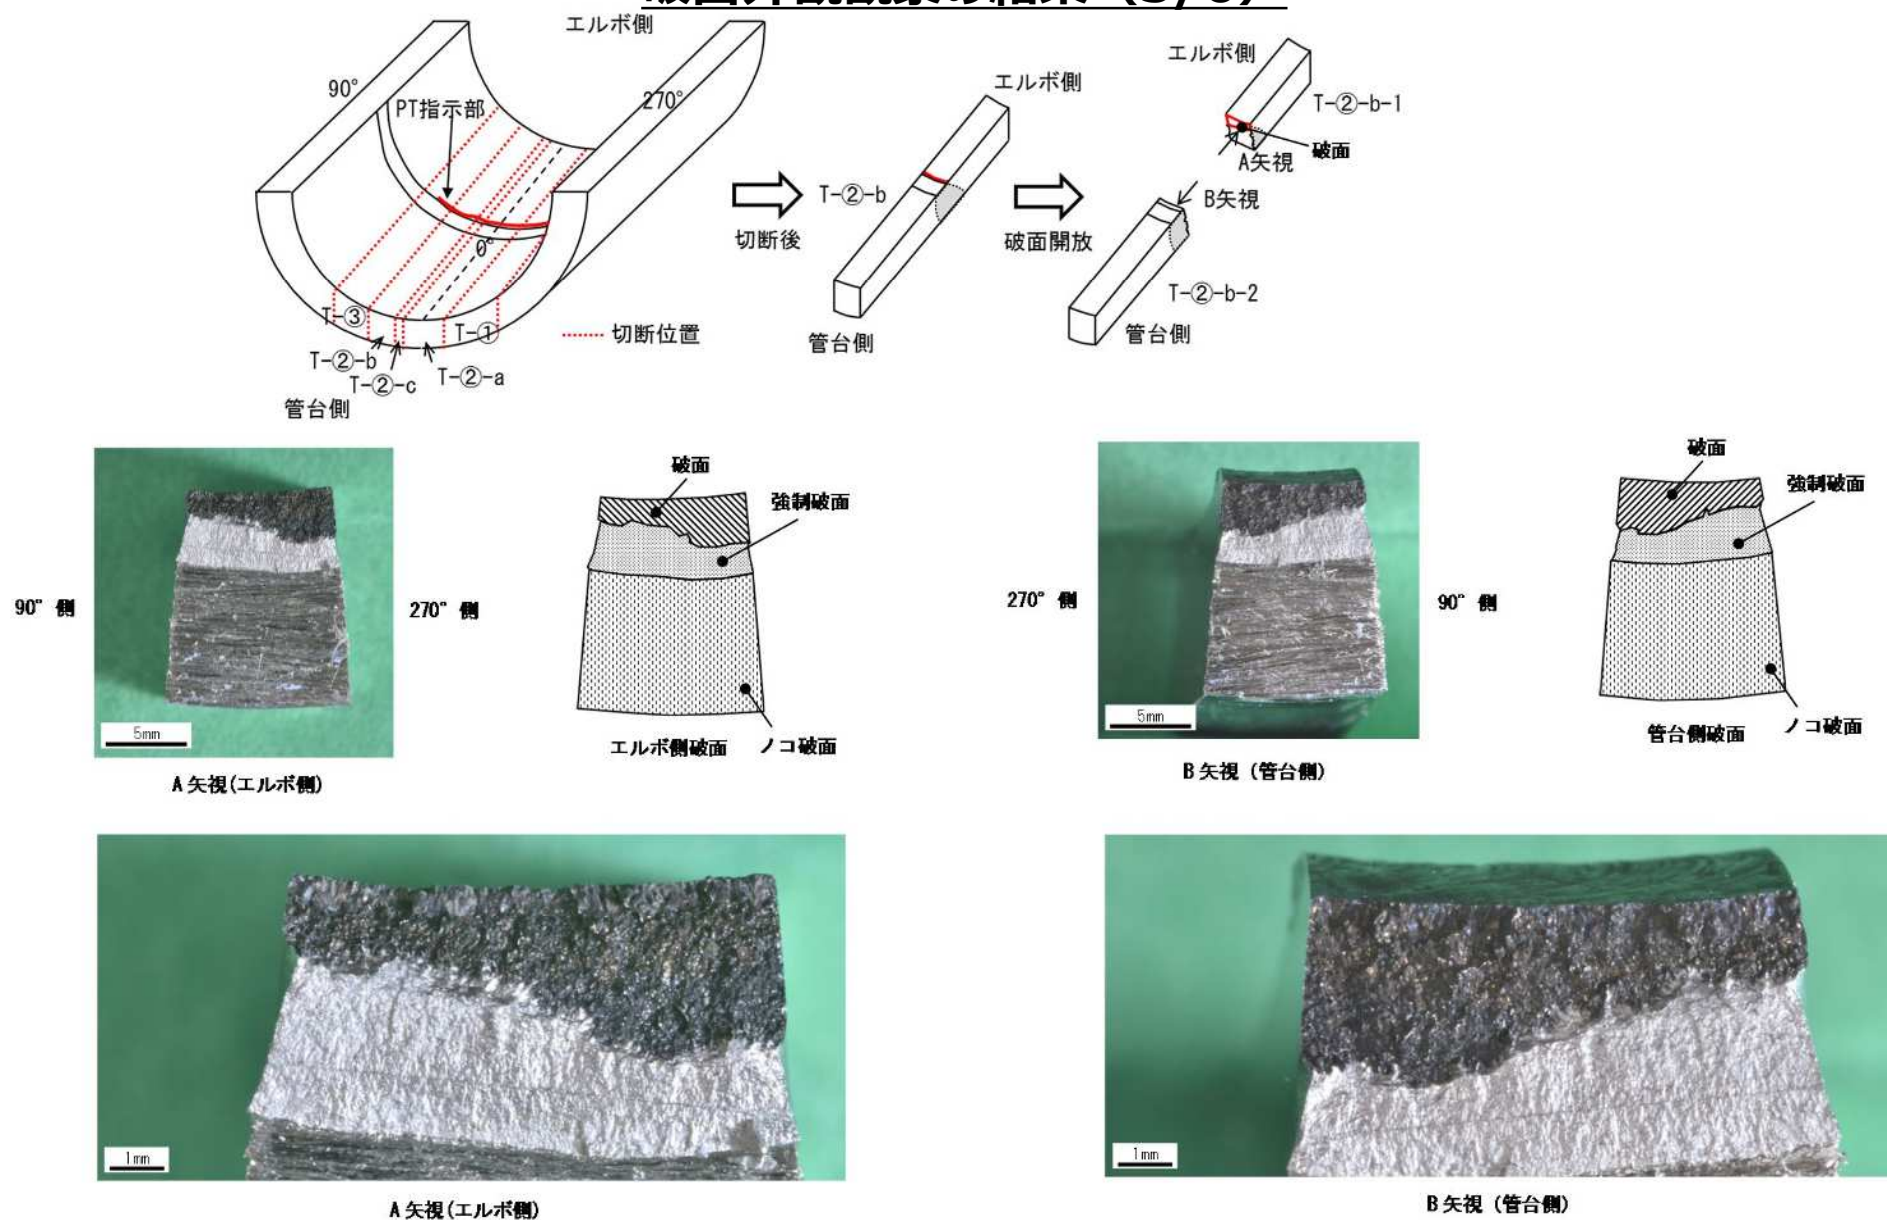 エルボ側
90°
270°
PT指示部
0°
T-③
T-①
T-②-b
T-②-c
T-②-a
管台側
切断位置
切断後
T-②-b
エルボ側
管台側
破面開放
エルボ側
T-②-b-1
A矢視
破面
B矢視
T-②-b-2
管台側
90°側
5mm
270°側
A矢視(エルボ側)
破面
強制破面
エルボ側破面
ノコ破面
270°側
5mm
90°側
B矢視（管台側）
破面
強制破面
管台側破面
ノコ破面
1mm
A矢視(エルボ側)
1mm
B矢視（管台側）